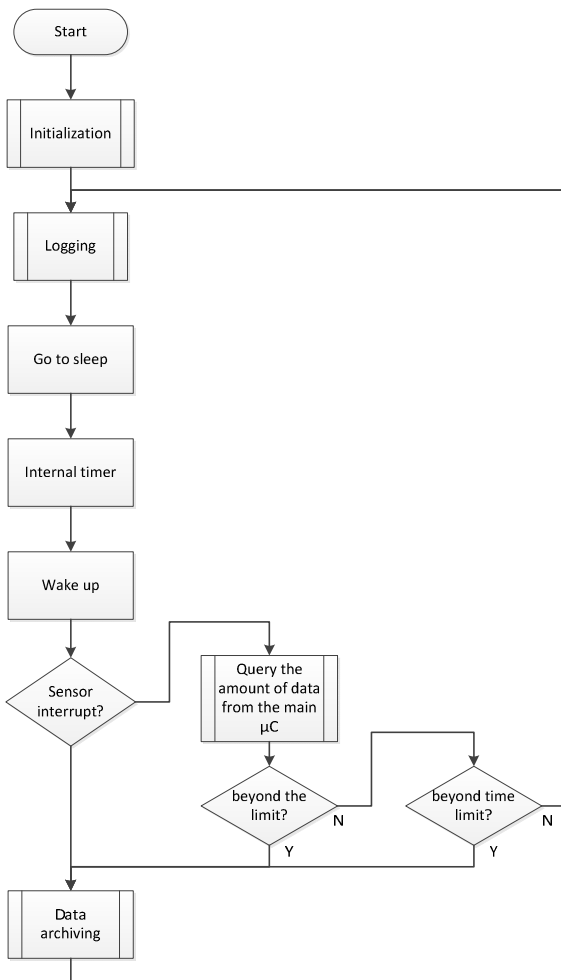 Start
Initialization
Logging
Go to sleep
Internal timer
Wake up
Sensor
interrupt?
Query the
amount of data
from the main
µC
beyond the
limit?
N
Y
beyond time
limit?
N
Y
Data
archiving